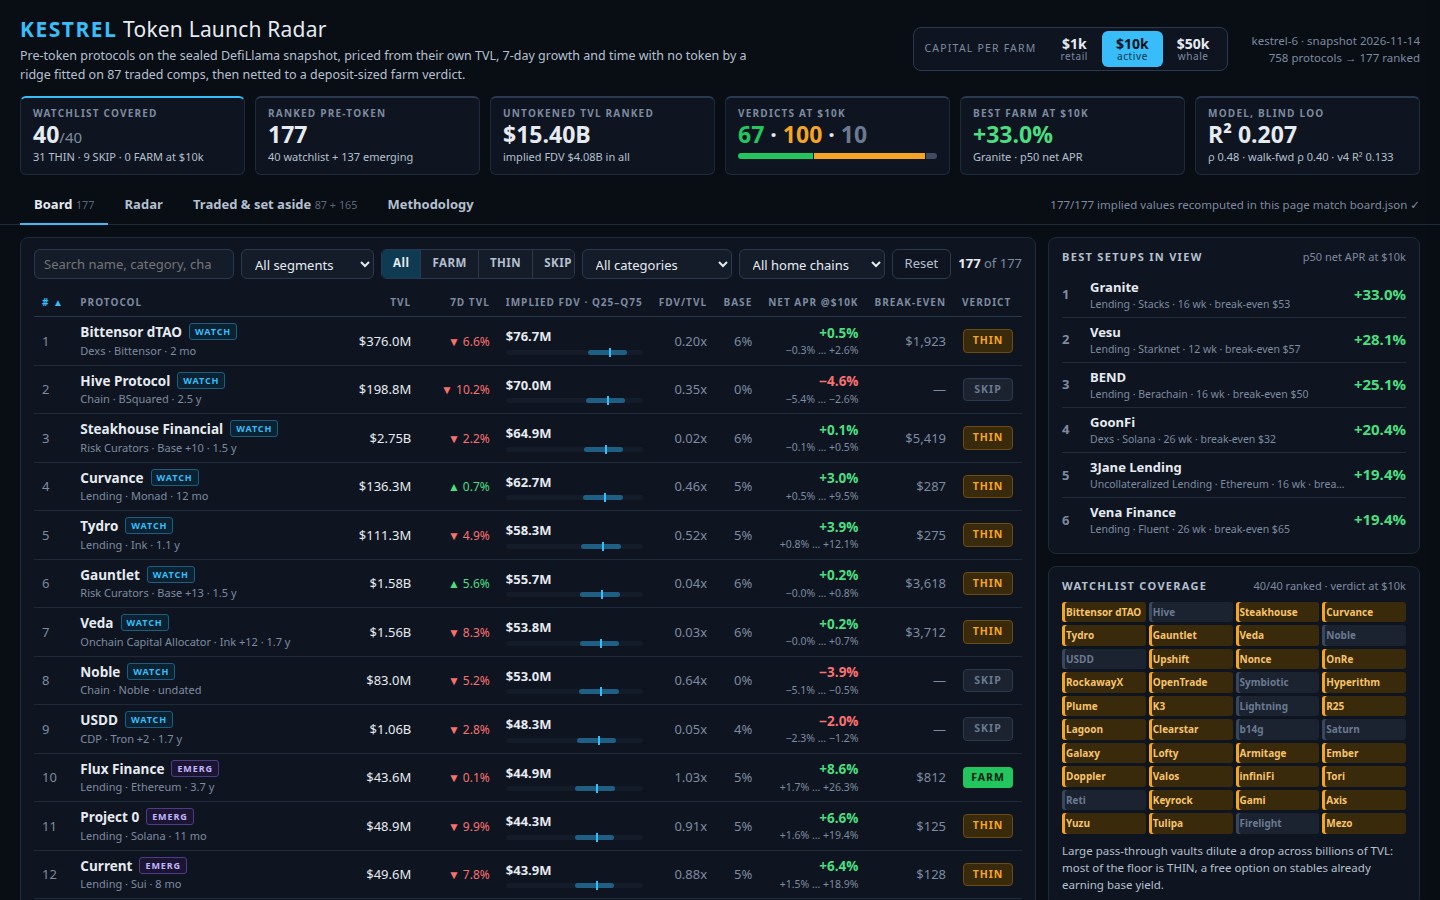 KESTREL Token Launch Radar
Pre-token protocols on the sealed DefiLlama snapshot, priced from their own TVL, 7-day growth and time with no token by a
ridge fitted on 87 traded comps, then netted to a deposit-sized farm verdict.
CAPITAL PER FARM
$1k retail
$10k active
$50k whale
kestrel-6 · snapshot 2026-11-14
758 protocols → 177 ranked
WATCHLIST COVERED
40/40
31 THIN · 9 SKIP · 0 FARM at $10k
RANKED PRE-TOKEN
177
40 watchlist + 137 emerging
UNTOKENED TVL RANKED
$15.40B
implied FDV $4.08B in all
VERDICTS AT $10K
67 · 100 · 10
BEST FARM AT $10K
+33.0%
Granite · p50 net APR
MODEL, BLIND LOO
R² 0.207
ρ 0.48 · walk-fwd ρ 0.40 · v4 R² 0.133
Board 177 Radar Traded & set aside 87 + 165 Methodology
177/177 implied values recomputed in this page match board.json ✓
Search name, category, cha All segments All FARM THIN SKIP All categories All home chains Reset 177 of 177
# ▲ PROTOCOL TVL 7D TVL IMPLIED FDV · Q25–Q75 FDV/TVL BASE NET APR @$10K BREAK-EVEN VERDICT
1 Bittensor dTAO WATCH $376.0M ▼ 6.6% $76.7M 0.20x 6% +0.5% $1,923 THIN
Dexs · Bittensor · 2 mo −0.3% … +2.6%
2 Hive Protocol WATCH $198.8M ▼ 10.2% $70.0M 0.35x 0% −4.6% — SKIP
Chain · BSquared · 2.5 y −5.4% … −2.6%
3 Steakhouse Financial WATCH $2.75B ▼ 2.2% $64.9M 0.02x 6% +0.1% $5,419 THIN
Risk Curators · Base +10 · 1.5 y −0.1% … +0.5%
4 Curvance WATCH $136.3M ▲ 0.7% $62.7M 0.46x 5% +3.0% $287 THIN
Lending · Monad · 12 mo +0.5% … +9.5%
5 Tydro WATCH $111.3M ▼ 4.9% $58.3M 0.52x 5% +3.9% $275 THIN
Lending · Ink · 1.1 y +0.8% … +12.1%
6 Gauntlet WATCH $1.58B ▲ 5.6% $55.7M 0.04x 6% +0.2% $3,618 THIN
Risk Curators · Base +13 · 1.5 y −0.0% … +0.8%
7 Veda WATCH $1.56B ▼ 8.3% $53.8M 0.03x 6% +0.2% $3,712 THIN
Onchain Capital Allocator · Ink +12 · 1.7 y −0.0% … +0.7%
8 Noble WATCH $83.0M ▼ 5.2% $53.0M 0.64x 0% −3.9% — SKIP
Chain · Noble · undated −5.1% … −0.5%
9 USDD WATCH $1.06B ▼ 2.8% $48.3M 0.05x 4% −2.0% — SKIP
CDP · Tron +2 · 1.7 y −2.3% … −1.2%
10 Flux Finance EMERG $43.6M ▼ 0.1% $44.9M 1.03x 5% +8.6% $812 FARM
Lending · Ethereum · 3.7 y +1.7% … +26.3%
11 Project 0 EMERG $48.9M ▼ 9.9% $44.3M 0.91x 5% +6.6% $125 THIN
Lending · Solana · 11 mo +1.6% … +19.4%
12 Current EMERG $49.6M ▼ 7.8% $43.9M 0.88x 5% +6.4% $128 THIN
Lending · Sui · 8 mo +1.5% … +18.9%
BEST SETUPS IN VIEW p50 net APR at $10k
1 Granite +33.0%
Lending · Stacks · 16 wk · break-even $53
2 Vesu +28.1%
Lending · Starknet · 12 wk · break-even $57
3 BEND +25.1%
Lending · Berachain · 16 wk · break-even $50
4 GoonFi +20.4%
Dexs · Solana · 26 wk · break-even $32
5 3Jane Lending +19.4%
Uncollateralized Lending · Ethereum · 16 wk · brea...
6 Vena Finance +19.4%
Lending · Fluent · 26 wk · break-even $65
WATCHLIST COVERAGE 40/40 ranked · verdict at $10k
Bittensor dTAO Hive Steakhouse Curvance
Tydro Gauntlet Veda Noble
USDD Upshift Nonce OnRe
RockawayX OpenTrade Symbiotic Hyperithm
Plume K3 Lightning R25
Lagoon Clearstar b14g Saturn
Galaxy Lofty Armitage Ember
Doppler Valos infiniFi Tori
Reti Keyrock Gami Axis
Yuzu Tulipa Firelight Mezo
Large pass-through vaults dilute a drop across billions of TVL:
most of the floor is THIN, a free option on stables already
earning base yield.